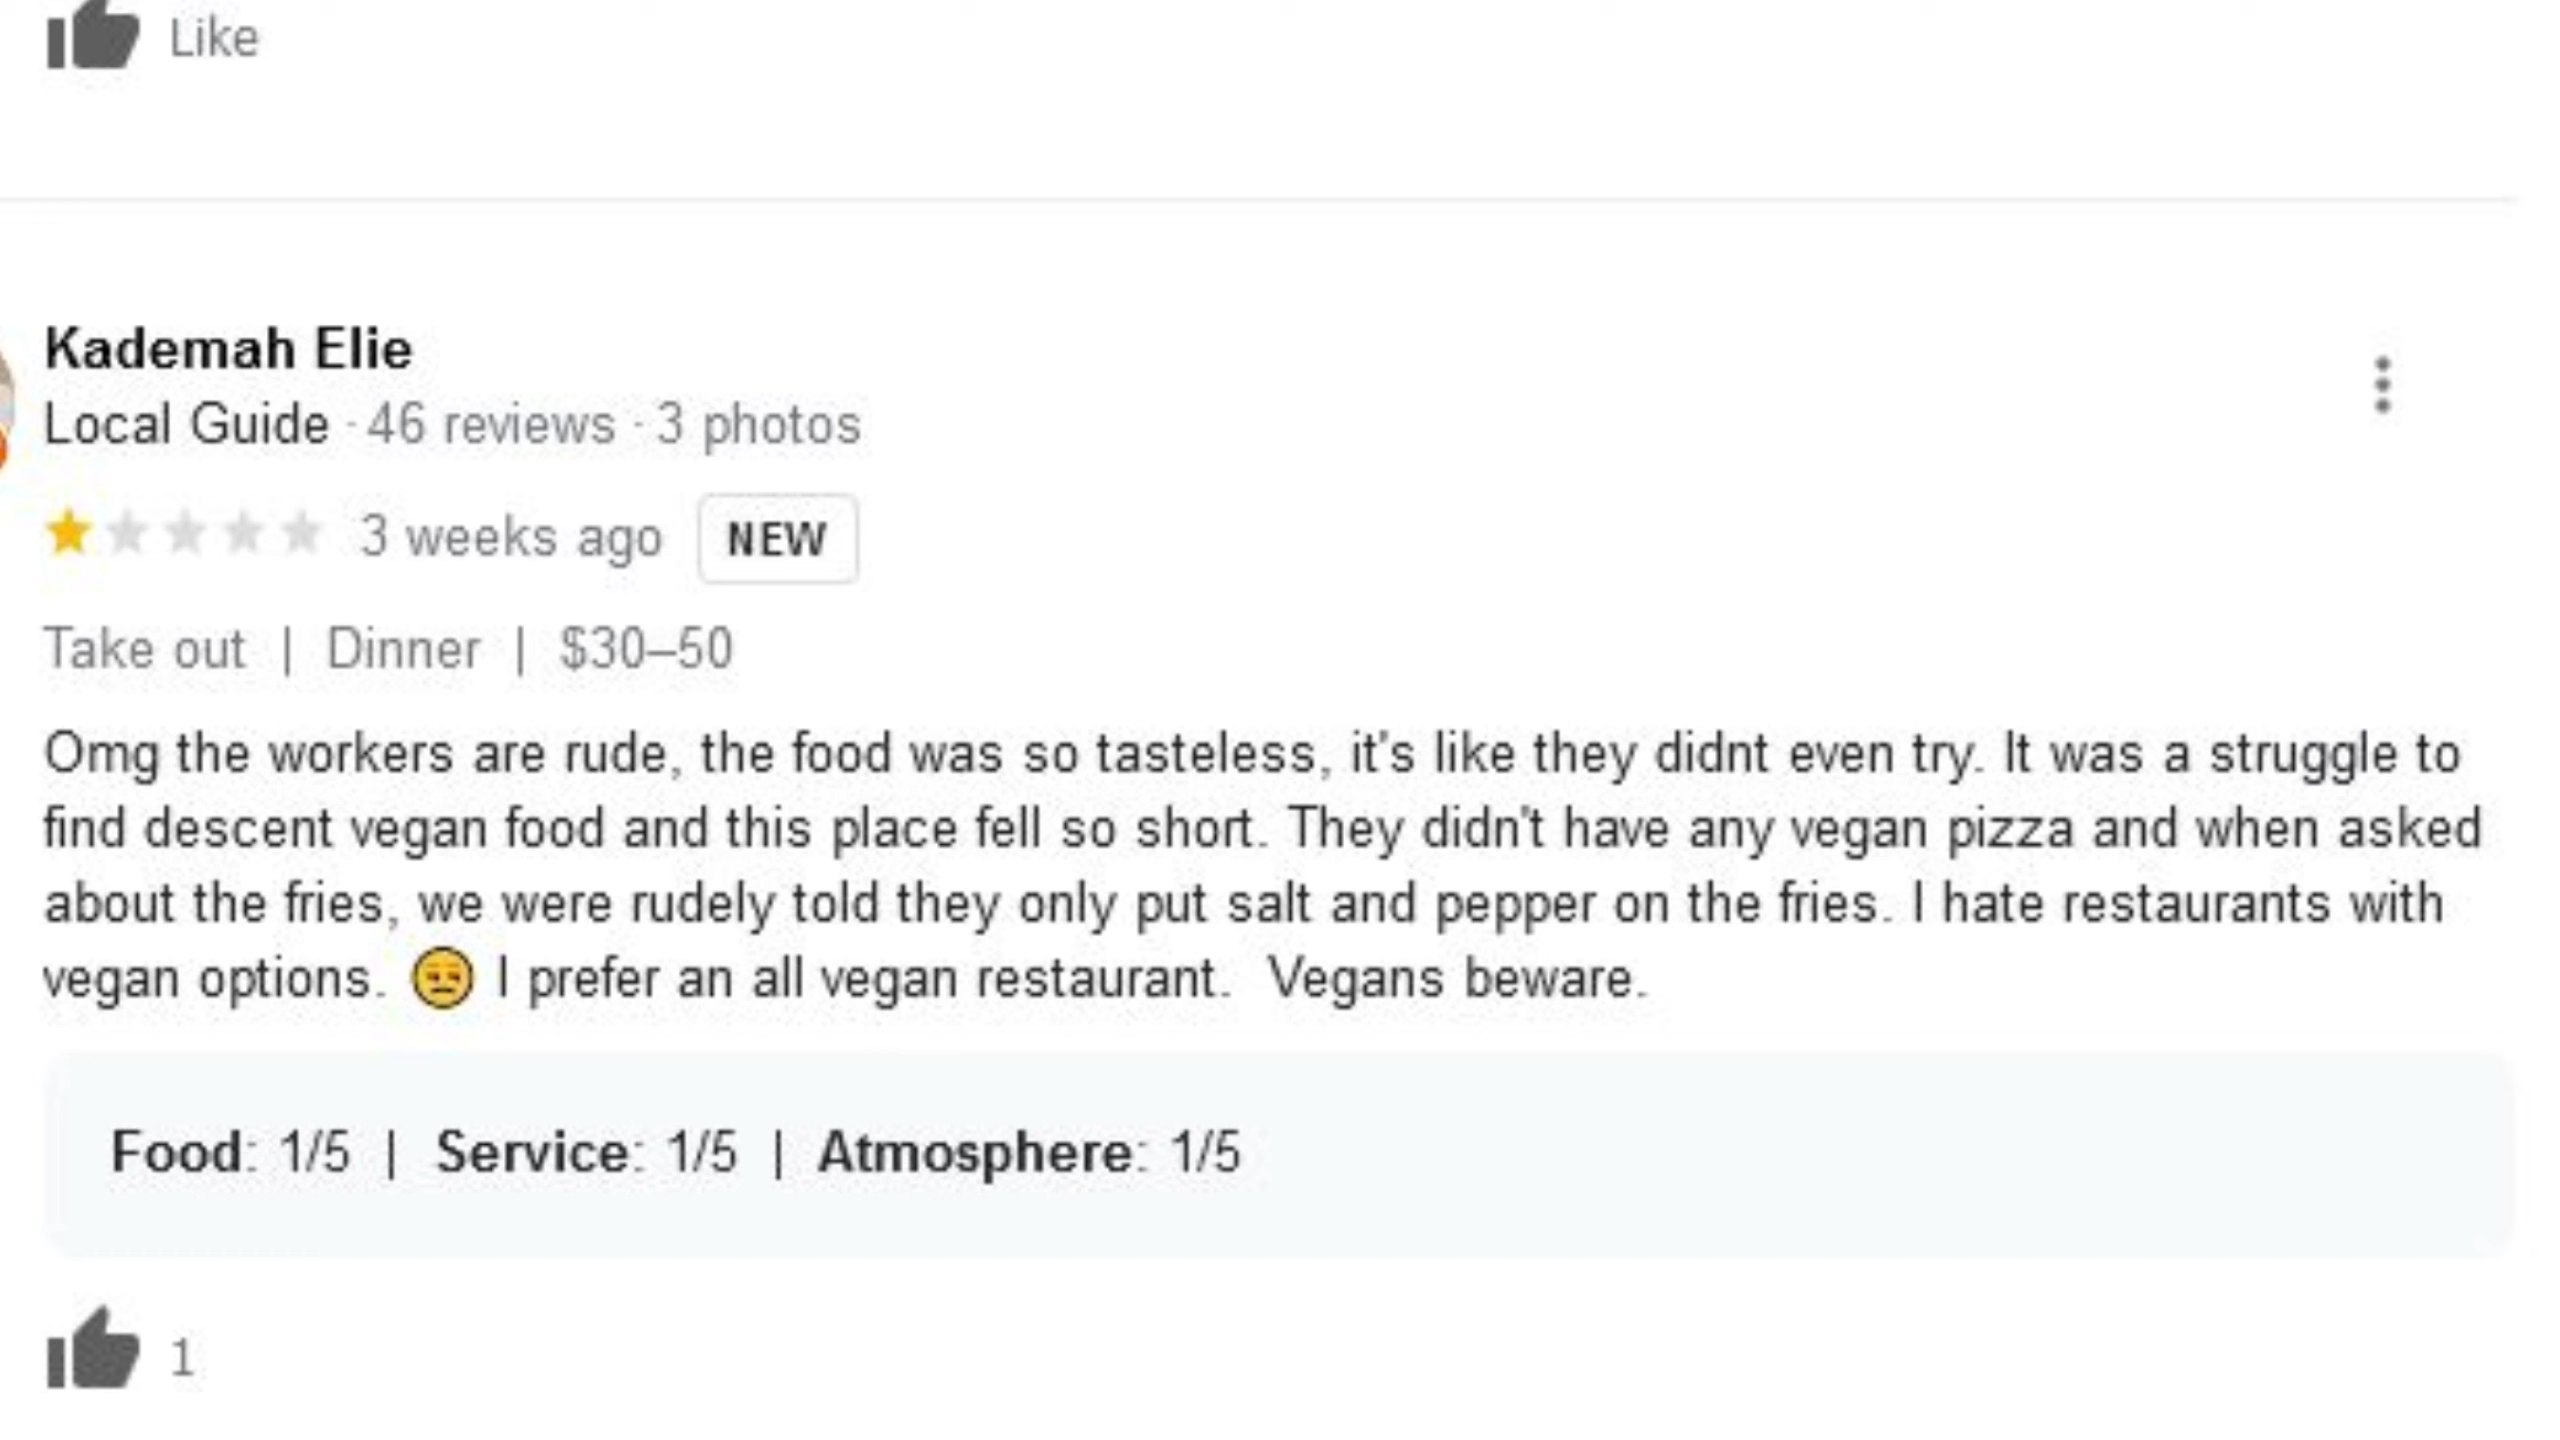 Like
Kademah Elie
Local Guide · 46 reviews · 3 photos
3 weeks ago NEW
Take out | Dinner | $30–50
Omg the workers are rude, the food was so tasteless, it's like they didnt even try. It was a struggle to
find descent vegan food and this place fell so short. They didn't have any vegan pizza and when asked
about the fries, we were rudely told they only put salt and pepper on the fries. I hate restaurants with
vegan options. 😒 I prefer an all vegan restaurant.  Vegans beware.
Food: 1/5 | Service: 1/5 | Atmosphere: 1/5
1